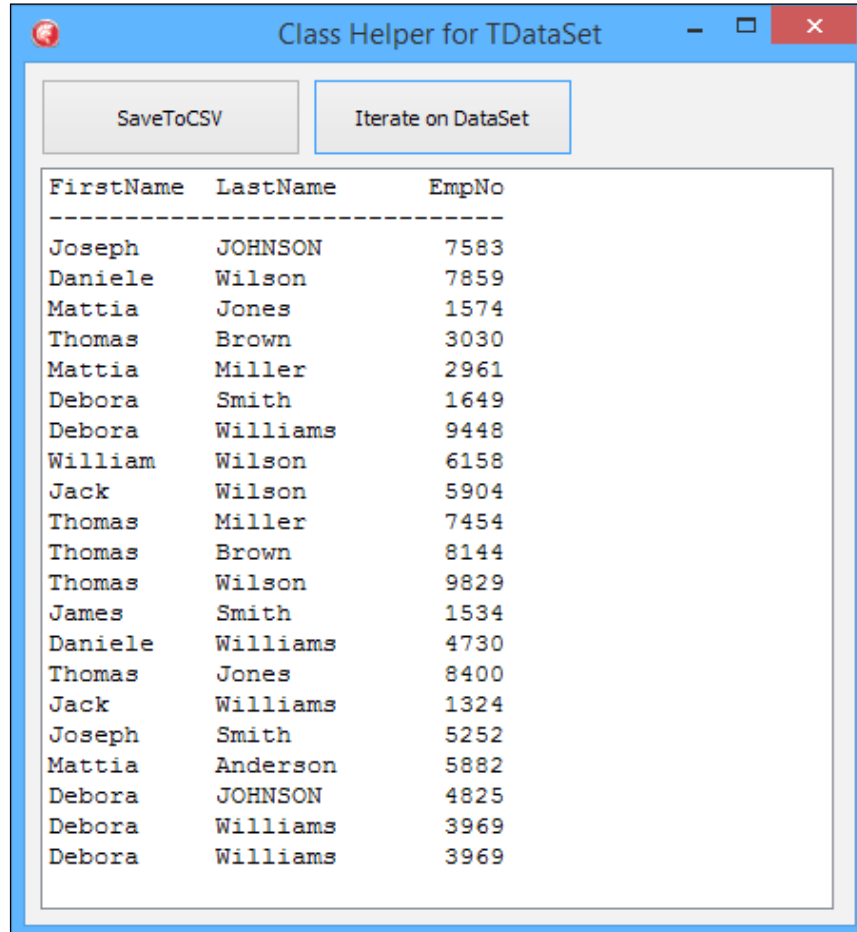 Class Helper for TDataSet
SaveToCSV Iterate on DataSet
FirstName LastName EmpNo
------------------------------
Joseph JOHNSON 7583
Daniele Wilson 7859
Mattia Jones 1574
Thomas Brown 3030
Mattia Miller 2961
Debora Smith 1649
Debora Williams 9448
William Wilson 6158
Jack Wilson 5904
Thomas Miller 7454
Thomas Brown 8144
Thomas Wilson 9829
James Smith 1534
Daniele Williams 4730
Thomas Jones 8400
Jack Williams 1324
Joseph Smith 5252
Mattia Anderson 5882
Debora JOHNSON 4825
Debora Williams 3969
Debora Williams 3969